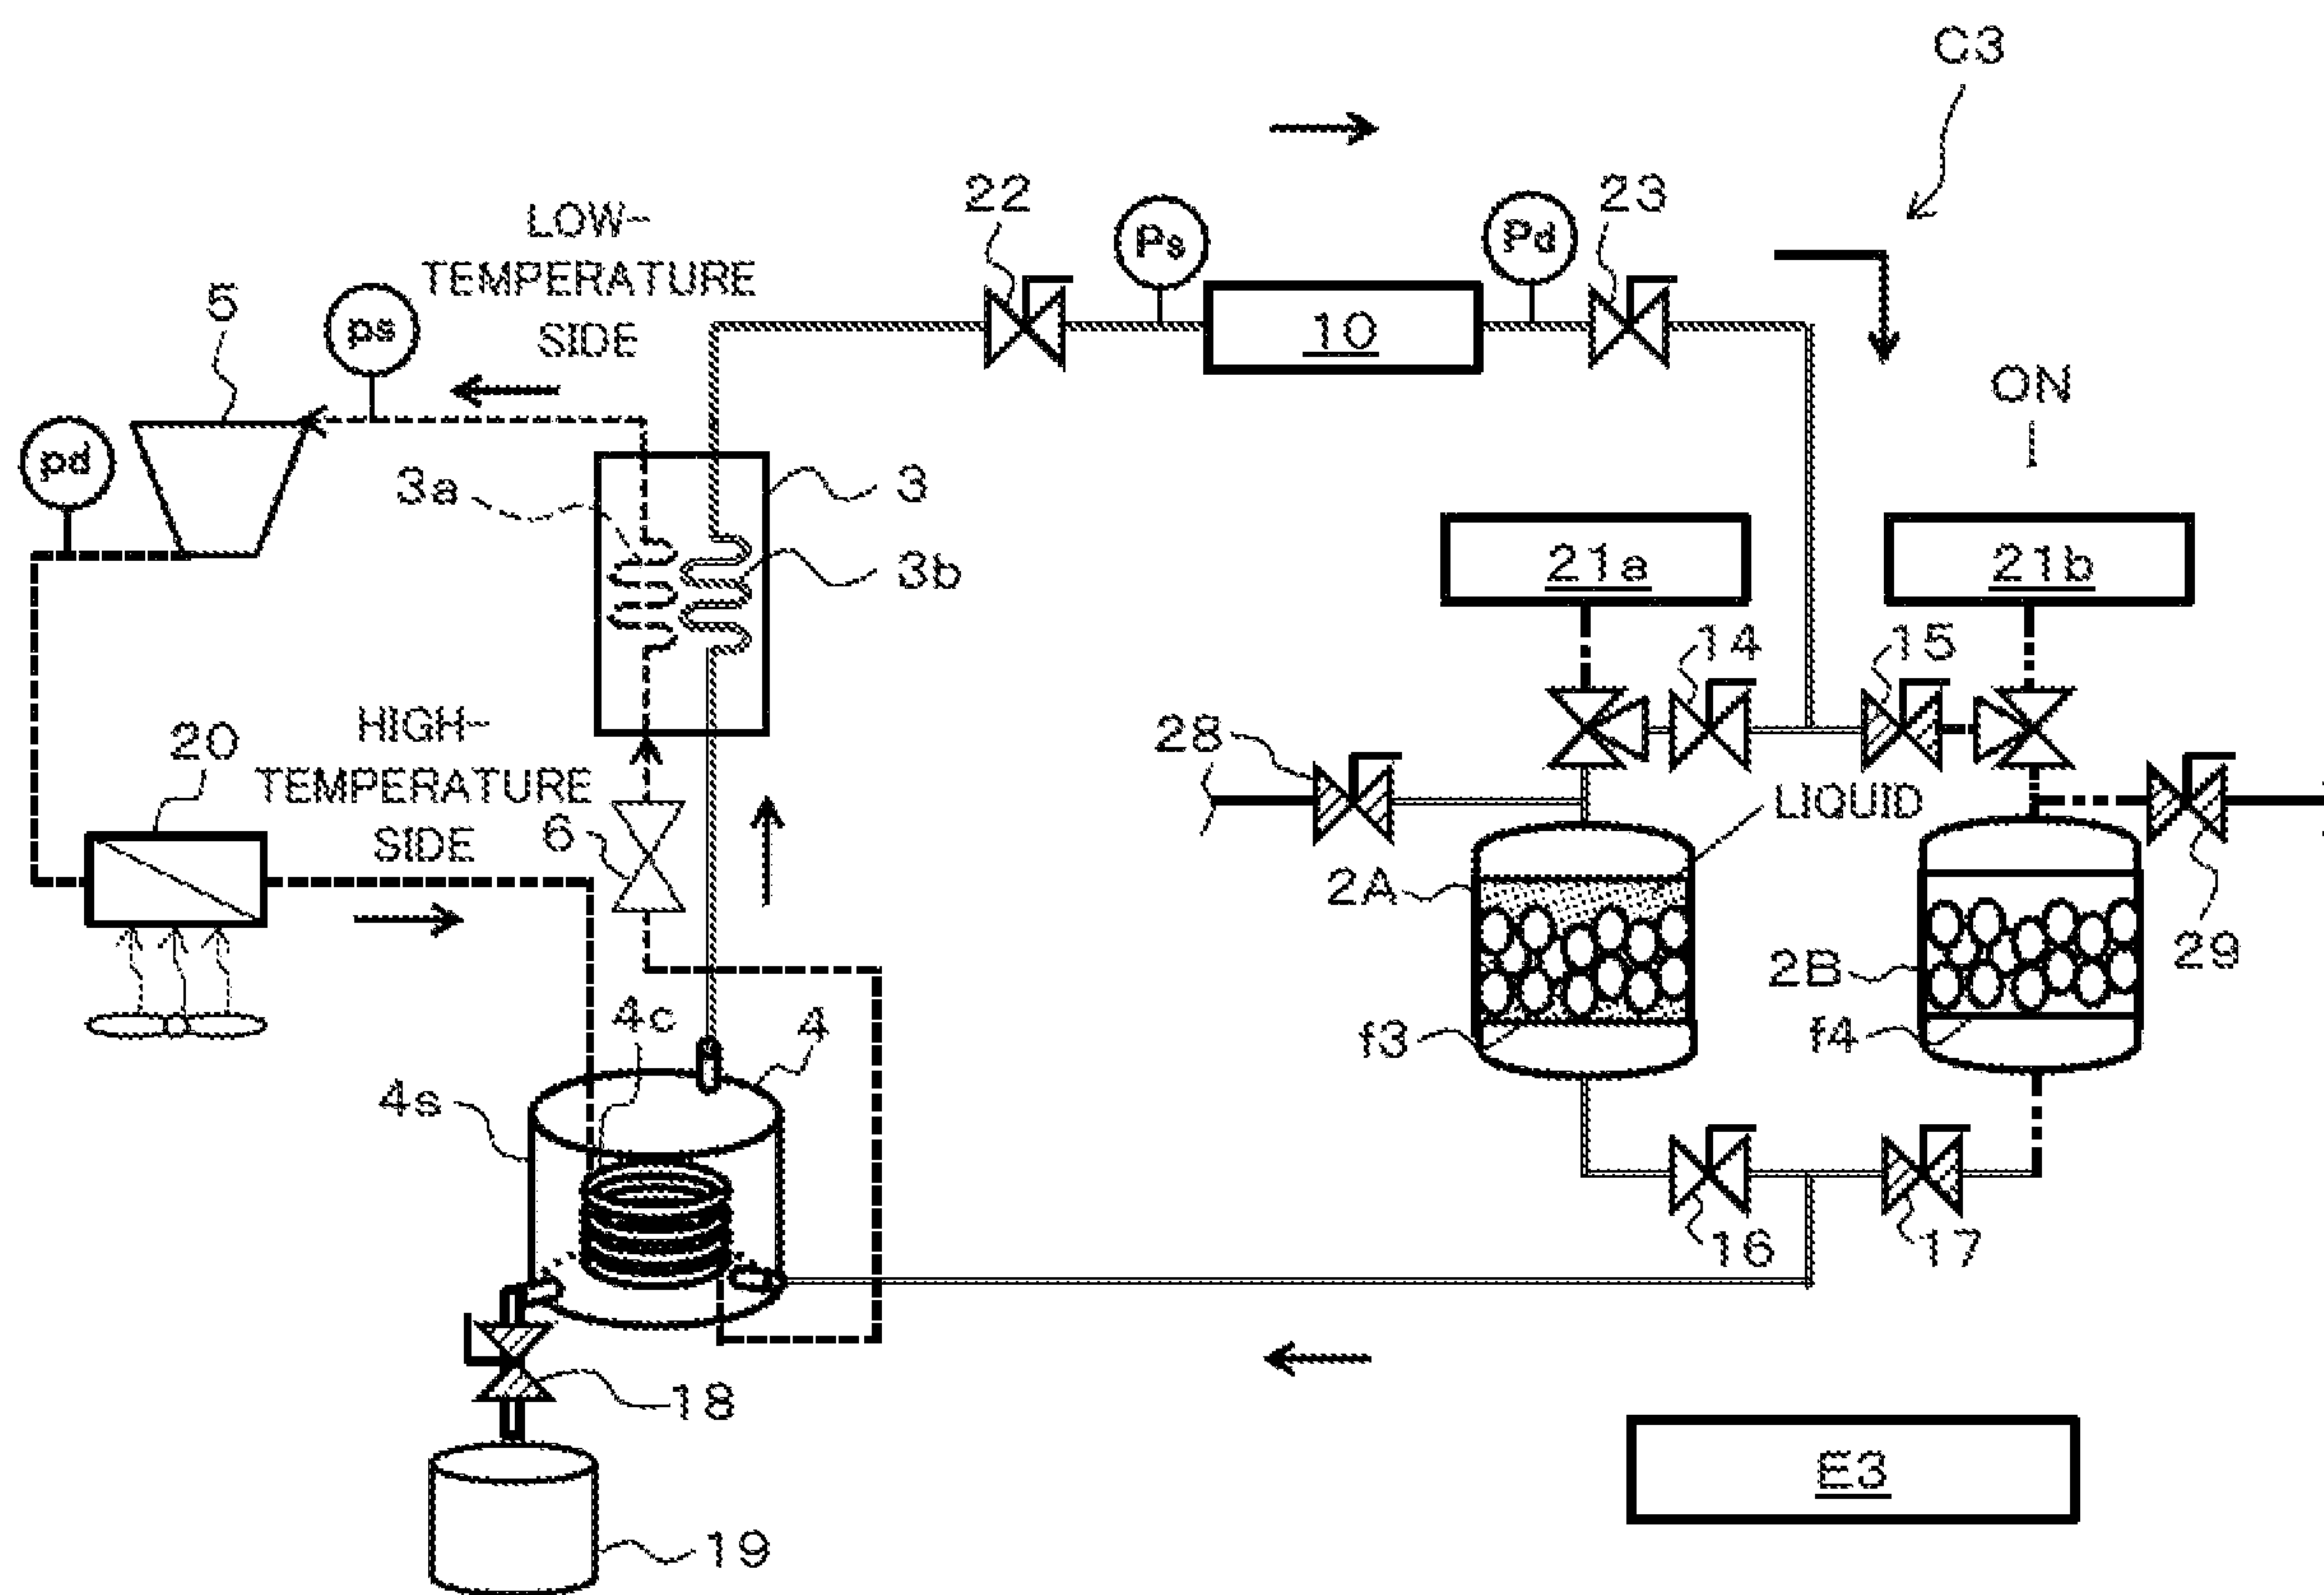 C3
22
23
Ps
Pd
LOW-
TEMPERATURE
SIDE
5
ps
10
ON
pd
3a
3
3b
21a
21b
14
15
28
20
HIGH-
TEMPERATURE
SIDE
6
LIQUID
2A
2B
29
4c
4
f3
f4
4s
16
17
18
E3
19